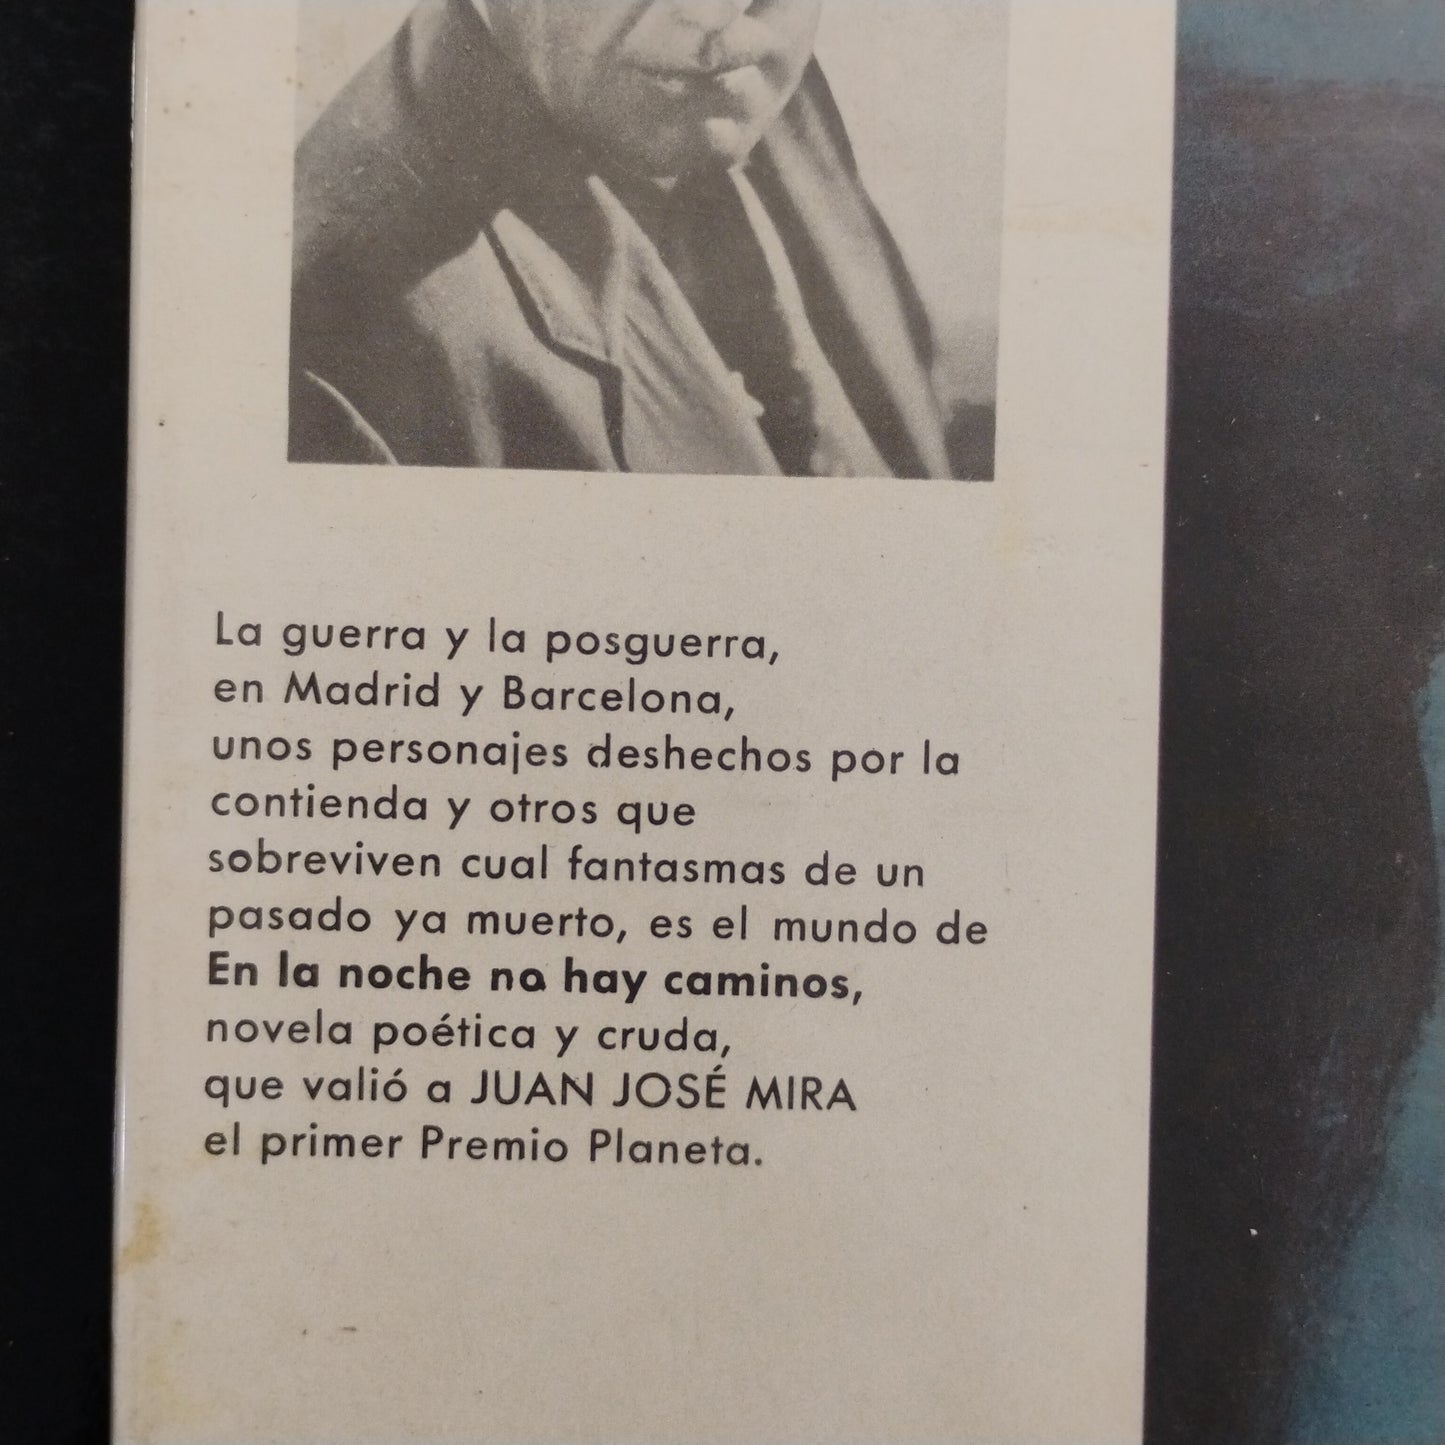 La guerra y la posguerra,
en Madrid y Barcelona,
unos personajes deshechos por la
contienda y otros que
sobreviven cual fantasmas de un
pasado ya muerto, es el mundo de
En la noche no hay caminos,
novela poética y cruda,
que valió a JUAN JOSÉ MIRA
el primer Premio Planeta.